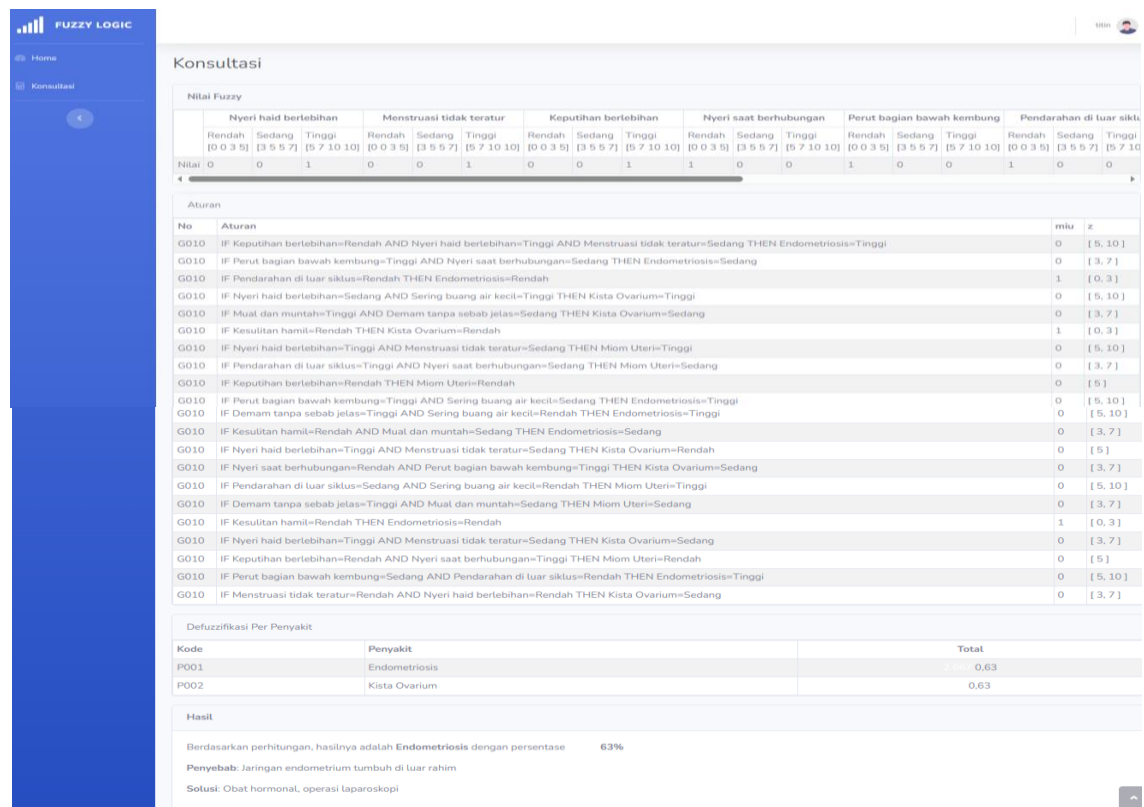 FUZZY LOGIC
Home
Konsultasi
titin
Konsultasi
Nilai Fuzzy
Nyeri haid berlebihan Menstruasi tidak teratur Keputihan berlebihan Nyeri saat berhubungan Perut bagian bawah kembung Pendarahan di luar siklu
Rendah Sedang Tinggi Rendah Sedang Tinggi Rendah Sedang Tinggi Rendah Sedang Tinggi Rendah Sedang Tinggi Rendah Sedang Tinggi
[0 0 3 5] [3 5 5 7] [5 7 10 10] [0 0 3 5] [3 5 5 7] [5 7 10 10] [0 0 3 5] [3 5 5 7] [5 7 10 10] [0 0 3 5] [3 5 5 7] [5 7 10 10] [0 0 3 5] [3 5 5 7] [5 7 10 10] [0 0 3 5] [3 5 5 7] [5 7 10
Nilai 0 0 1 0 0 1 0 0 1 1 0 0 1 0 0 1 0 0
Aturan
No Aturan miu z
G010 IF Keputihan berlebihan=Rendah AND Nyeri haid berlebihan=Tinggi AND Menstruasi tidak teratur=Sedang THEN Endometriosis=Tinggi 0 [ 5, 10 ]
G010 IF Perut bagian bawah kembung=Tinggi AND Nyeri saat berhubungan=Sedang THEN Endometriosis=Sedang 0 [ 3, 7 ]
G010 IF Pendarahan di luar siklus=Rendah THEN Endometriosis=Rendah 1 [ 0, 3 ]
G010 IF Nyeri haid berlebihan=Sedang AND Sering buang air kecil=Tinggi THEN Kista Ovarium=Tinggi 0 [ 5, 10 ]
G010 IF Mual dan muntah=Tinggi AND Demam tanpa sebab jelas=Sedang THEN Kista Ovarium=Sedang 0 [ 3, 7 ]
G010 IF Kesulitan hamil=Rendah THEN Kista Ovarium=Rendah 1 [ 0, 3 ]
G010 IF Nyeri haid berlebihan=Tinggi AND Menstruasi tidak teratur=Sedang THEN Miom Uteri=Tinggi 0 [ 5, 10 ]
G010 IF Pendarahan di luar siklus=Tinggi AND Nyeri saat berhubungan=Sedang THEN Miom Uteri=Sedang 0 [ 3, 7 ]
G010 IF Keputihan berlebihan=Rendah THEN Miom Uteri=Rendah 0 [ 5 ]
G010 IF Perut bagian bawah kembung=Tinggi AND Sering buang air kecil=Sedang THEN Endometriosis=Tinggi 0 [ 5, 10 ]
G010 IF Demam tanpa sebab jelas=Tinggi AND Sering buang air kecil=Rendah THEN Endometriosis=Tinggi 0 [ 5, 10 ]
G010 IF Kesulitan hamil=Rendah AND Mual dan muntah=Sedang THEN Endometriosis=Sedang 0 [ 3, 7 ]
G010 IF Nyeri haid berlebihan=Tinggi AND Menstruasi tidak teratur=Sedang THEN Kista Ovarium=Rendah 0 [ 5 ]
G010 IF Nyeri saat berhubungan=Rendah AND Perut bagian bawah kembung=Tinggi THEN Kista Ovarium=Sedang 0 [ 3, 7 ]
G010 IF Pendarahan di luar siklus=Sedang AND Sering buang air kecil=Rendah THEN Miom Uteri=Tinggi 0 [ 5, 10 ]
G010 IF Demam tanpa sebab jelas=Tinggi AND Mual dan muntah=Sedang THEN Miom Uteri=Sedang 0 [ 3, 7 ]
G010 IF Kesulitan hamil=Rendah THEN Endometriosis=Rendah 1 [ 0, 3 ]
G010 IF Nyeri haid berlebihan=Tinggi AND Menstruasi tidak teratur=Sedang THEN Kista Ovarium=Sedang 0 [ 3, 7 ]
G010 IF Keputihan berlebihan=Rendah AND Nyeri saat berhubungan=Tinggi THEN Miom Uteri=Rendah 0 [ 5 ]
G010 IF Perut bagian bawah kembung=Sedang AND Pendarahan di luar siklus=Rendah THEN Endometriosis=Tinggi 0 [ 5, 10 ]
G010 IF Menstruasi tidak teratur=Rendah AND Nyeri haid berlebihan=Rendah THEN Kista Ovarium=Sedang 0 [ 3, 7 ]
Defuzzifikasi Per Penyakit
Kode Penyakit Total
P001 Endometriosis 0,63
P002 Kista Ovarium 0,63
Hasil
Berdasarkan perhitungan, hasilnya adalah Endometriosis dengan persentase 63%
Penyebab: Jaringan endometrium tumbuh di luar rahim
Solusi: Obat hormonal, operasi laparoskopi